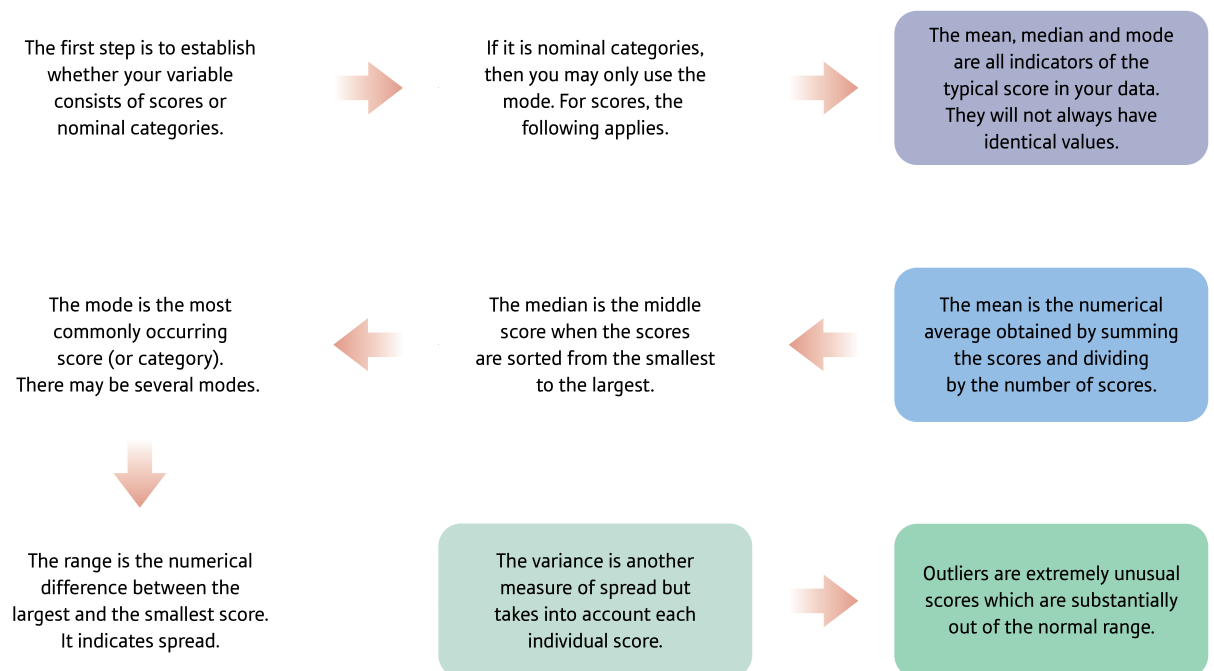 The first step is to establish
whether your variable
consists of scores or
nominal categories.
If it is nominal categories,
then you may only use the
mode. For scores, the
following applies.
The mean, median and mode
are all indicators of the
typical score in your data.
They will not always have
identical values.
The mean is the numerical
average obtained by summing
the scores and dividing
by the number of scores.
The median is the middle
score when the scores
are sorted from the smallest
to the largest.
The mode is the most
commonly occurring
score (or category).
There may be several modes.
The range is the numerical
difference between the
largest and the smallest score.
It indicates spread.
The variance is another
measure of spread but
takes into account each
individual score.
Outliers are extremely unusual
scores which are substantially
out of the normal range.